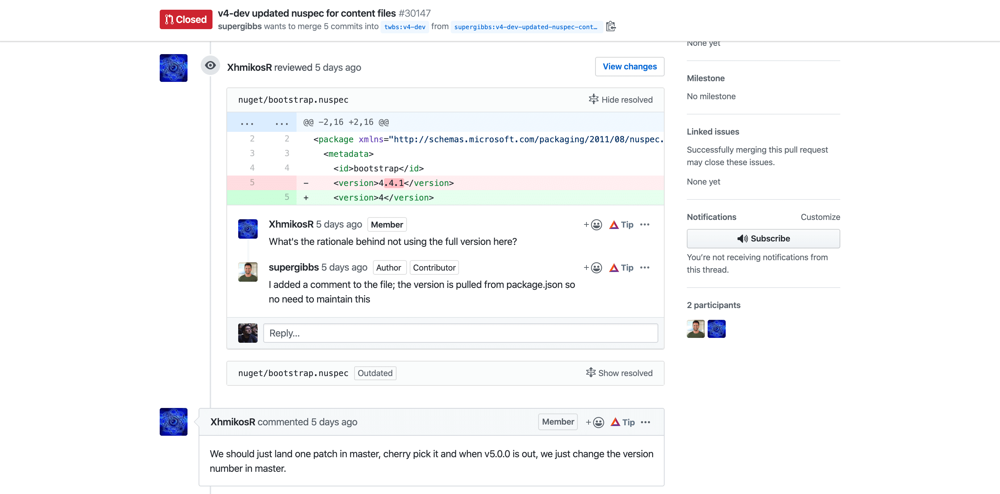 Closed
v4-dev updated nuspec for content files #30147
supergibbs wants to merge 5 commits into twbs:v4-dev from supergibbs:v4-dev-updated-nuspec-cont…
None yet
XhmikosR reviewed 5 days ago
View changes
nuget/bootstrap.nuspec
Hide resolved
... ... @@ -2,16 +2,16 @@
2 2 <package xmlns="http://schemas.microsoft.com/packaging/2011/08/nuspec.
3 3 <metadata>
4 4 <id>bootstrap</id>
5 - <version>4.4.1</version>
5 + <version>4</version>
XhmikosR 5 days ago Member
Tip
What's the rationale behind not using the full version here?
supergibbs 5 days ago Author Contributor
Tip
I added a comment to the file; the version is pulled from package.json so
no need to maintain this
Reply...
nuget/bootstrap.nuspec Outdated
Show resolved
XhmikosR commented 5 days ago
Member
Tip
We should just land one patch in master, cherry pick it and when v5.0.0 is out, we just change the version
number in master.
Milestone
No milestone
Linked issues
Successfully merging this pull request
may close these issues.
None yet
Notifications
Customize
Subscribe
You’re not receiving notifications from
this thread.
2 participants